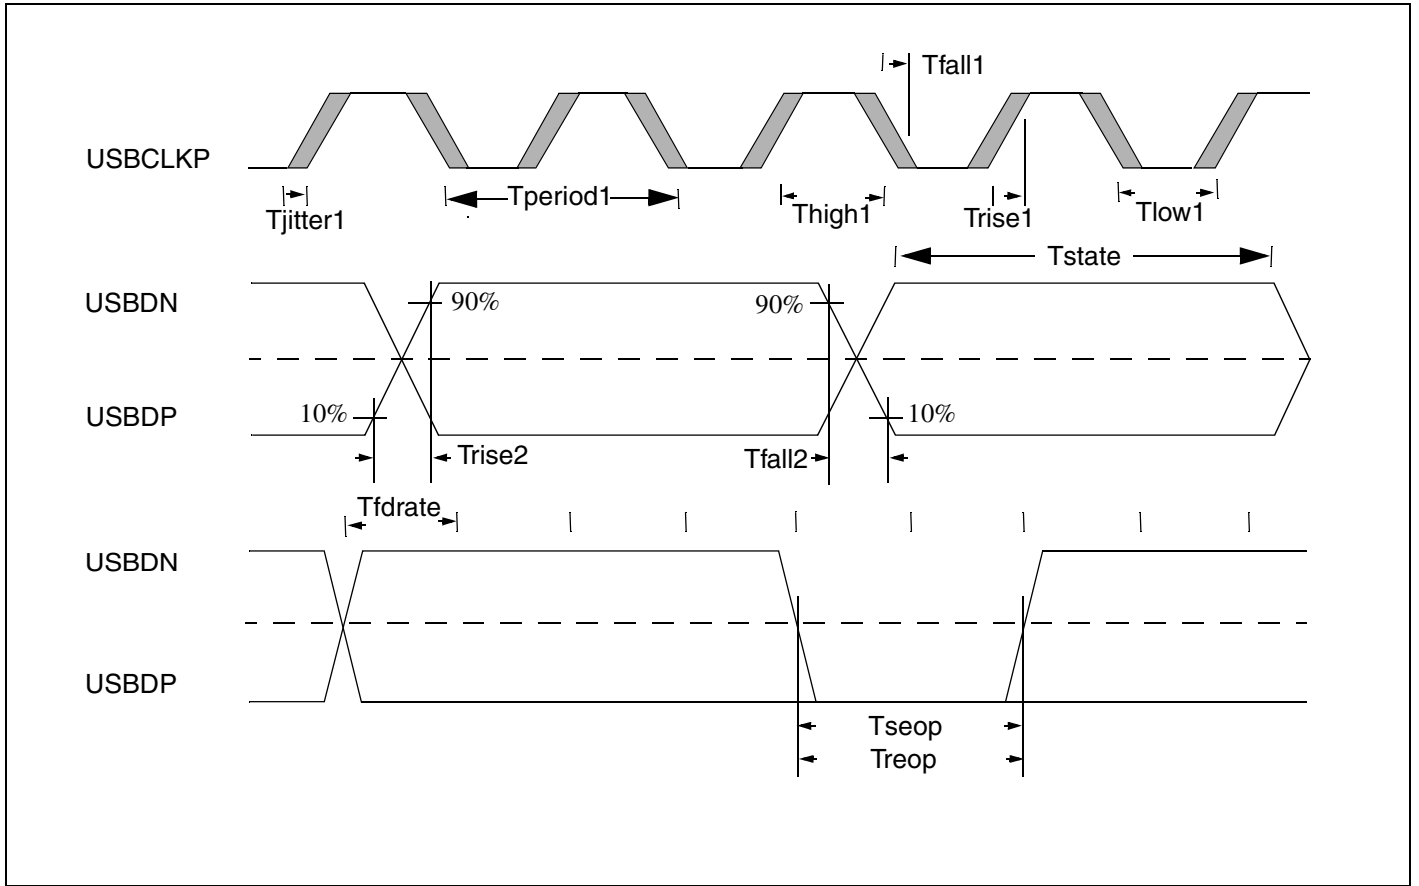 Tfall1
USBCLKP
Tjitter1
Tperiod1
Thigh1
Trise1
Tlow1
Tstate
USBDN
90%
90%
USBDP
10%
10%
Trise2
Tfall2
Tfdrate
USBDN
USBDP
Tseop
Treop